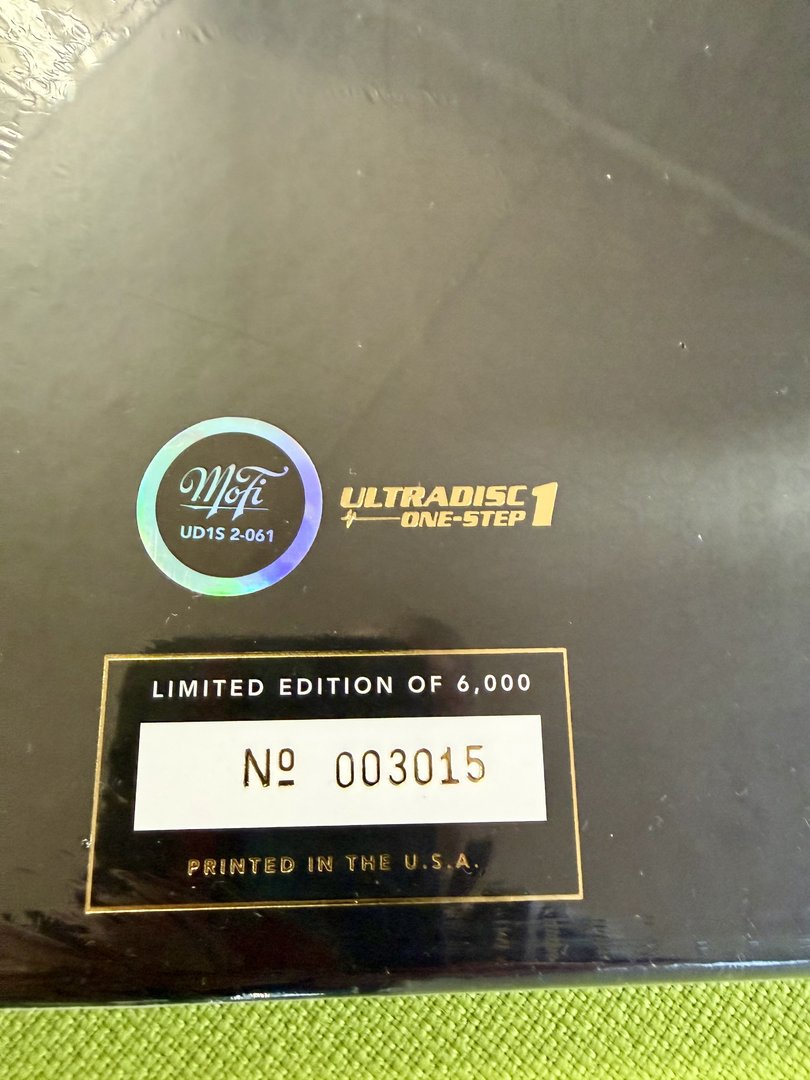 MoFi
UD1S 2-061
ULTRADISC 1
ONE-STEP
LIMITED EDITION OF 6,000
Nº 003015
PRINTED IN THE U.S.A.